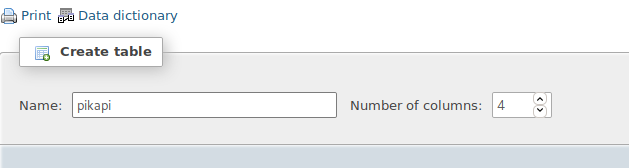 Print Data dictionary
Create table
Name: pikapi Number of columns: 4